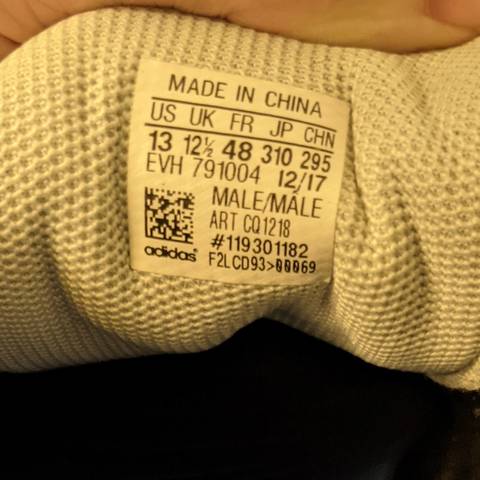 MADE IN CHINA
US UK FR JP CHN
13 12½ 48 310 295
EVH 791004 12/17
MALE/MALE
ART CQ1218
#119301182
adidas® F2LCD93>00069